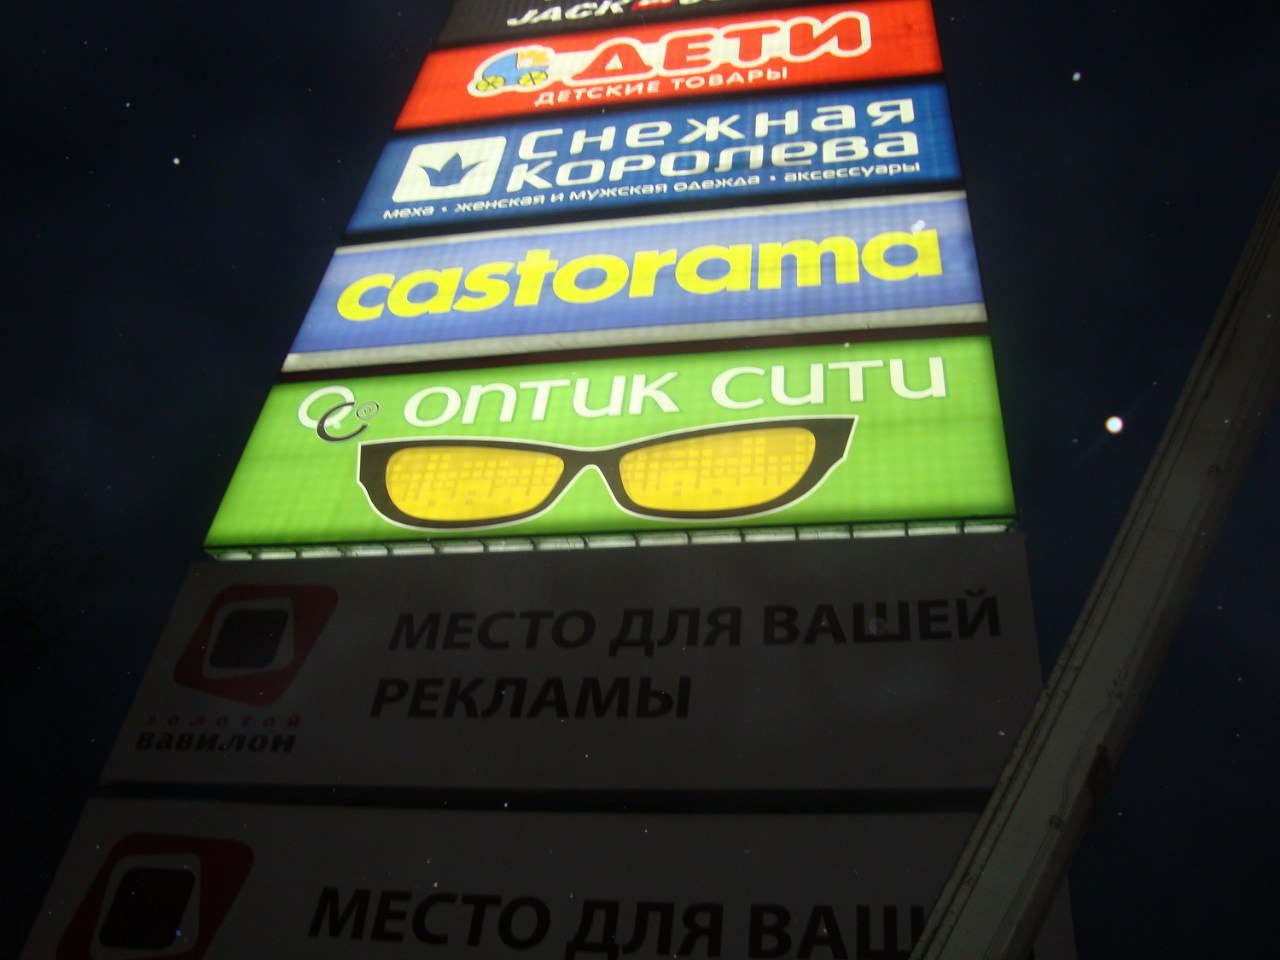 ДЕТИ
ДЕТСКИЕ ТОВАРЫ
Снежная
Королева
меха • женская и мужская одежда • аксессуары
castorama
оптик сити
МЕСТО ДЛЯ ВАШЕЙ
РЕКЛАМЫ
золотой
вавилон
МЕСТО ДЛЯ